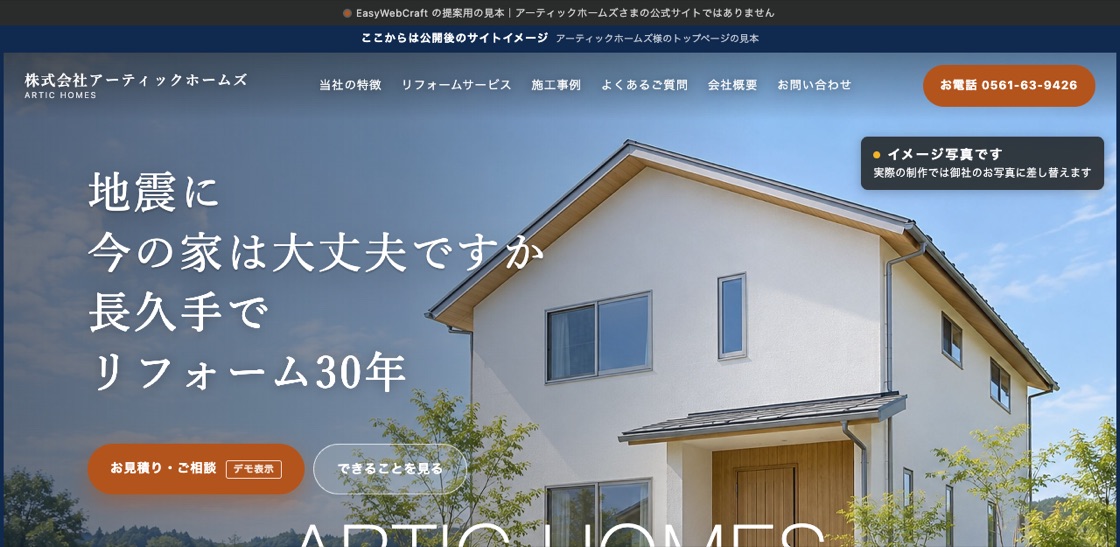 EasyWebCraft の提案用の見本｜アーティックホームズさまの公式サイトではありません
ここからは公開後のサイトイメージ アーティックホームズ様のトップページの見本
株式会社アーティックホームズ
ARTIC HOMES
当社の特徴 リフォームサービス 施工事例 よくあるご質問 会社概要 お問い合わせ
お電話 0561-63-9426
イメージ写真です
実際の制作では御社のお写真に差し替えます
地震に
今の家は大丈夫ですか
長久手で
リフォーム30年
お見積り・ご相談 デモ表示
できることを見る
ARTIC HOMES